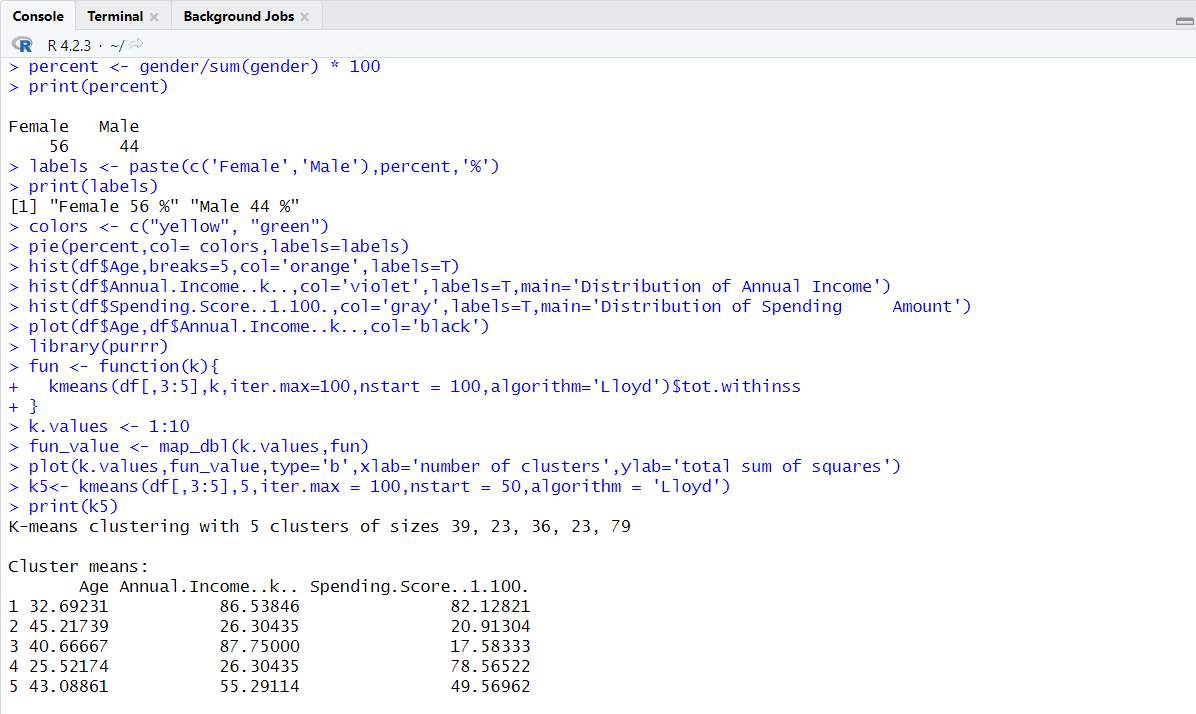 Console Terminal Background Jobs
R R 4.2.3 · ~/
> percent <- gender/sum(gender) * 100
> print(percent)

Female   Male
    56     44
> labels <- paste(c('Female','Male'),percent,'%')
> print(labels)
[1] "Female 56 %" "Male 44 %"
> colors <- c("yellow", "green")
> pie(percent,col= colors,labels=labels)
> hist(df$Age,breaks=5,col='orange',labels=T)
> hist(df$Annual.Income..k..,col='violet',labels=T,main='Distribution of Annual Income')
> hist(df$Spending.Score..1.100.,col='gray',labels=T,main='Distribution of Spending     Amount')
> plot(df$Age,df$Annual.Income..k..,col='black')
> library(purrr)
> fun <- function(k){
+   kmeans(df[,3:5],k,iter.max=100,nstart = 100,algorithm='Lloyd')$tot.withinss
+ }
> k.values <- 1:10
> fun_value <- map_dbl(k.values,fun)
> plot(k.values,fun_value,type='b',xlab='number of clusters',ylab='total sum of squares')
> k5<- kmeans(df[,3:5],5,iter.max = 100,nstart = 50,algorithm = 'Lloyd')
> print(k5)
K-means clustering with 5 clusters of sizes 39, 23, 36, 23, 79

Cluster means:
       Age Annual.Income..k.. Spending.Score..1.100.
1 32.69231           86.53846               82.12821
2 45.21739           26.30435               20.91304
3 40.66667           87.75000               17.58333
4 25.52174           26.30435               78.56522
5 43.08861           55.29114               49.56962